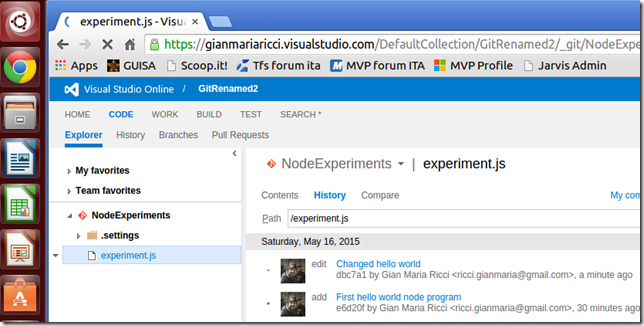 experiment.js - Visual St
https://gianmariaricci.visualstudio.com/DefaultCollection/GitRenamed2/_git/NodeExpe
Apps GUISA Scoop.it! Tfs forum ita MVP forum ITA MVP Profile Jarvis Admin
Visual Studio Online / GitRenamed2
HOME CODE WORK BUILD TEST SEARCH *
Explorer History Branches Pull Requests
My favorites
Team favorites
NodeExperiments
.settings
experiment.js
NodeExperiments | experiment.js
Contents History Compare My com
Path /experiment.js
Saturday, May 16, 2015
edit Changed hello world
dbc7a1 by Gian Maria Ricci <ricci.gianmaria@gmail.com>, a minute ago
add First hello world node program
e6d20f by Gian Maria Ricci <ricci.gianmaria@gmail.com>, 30 minutes ago